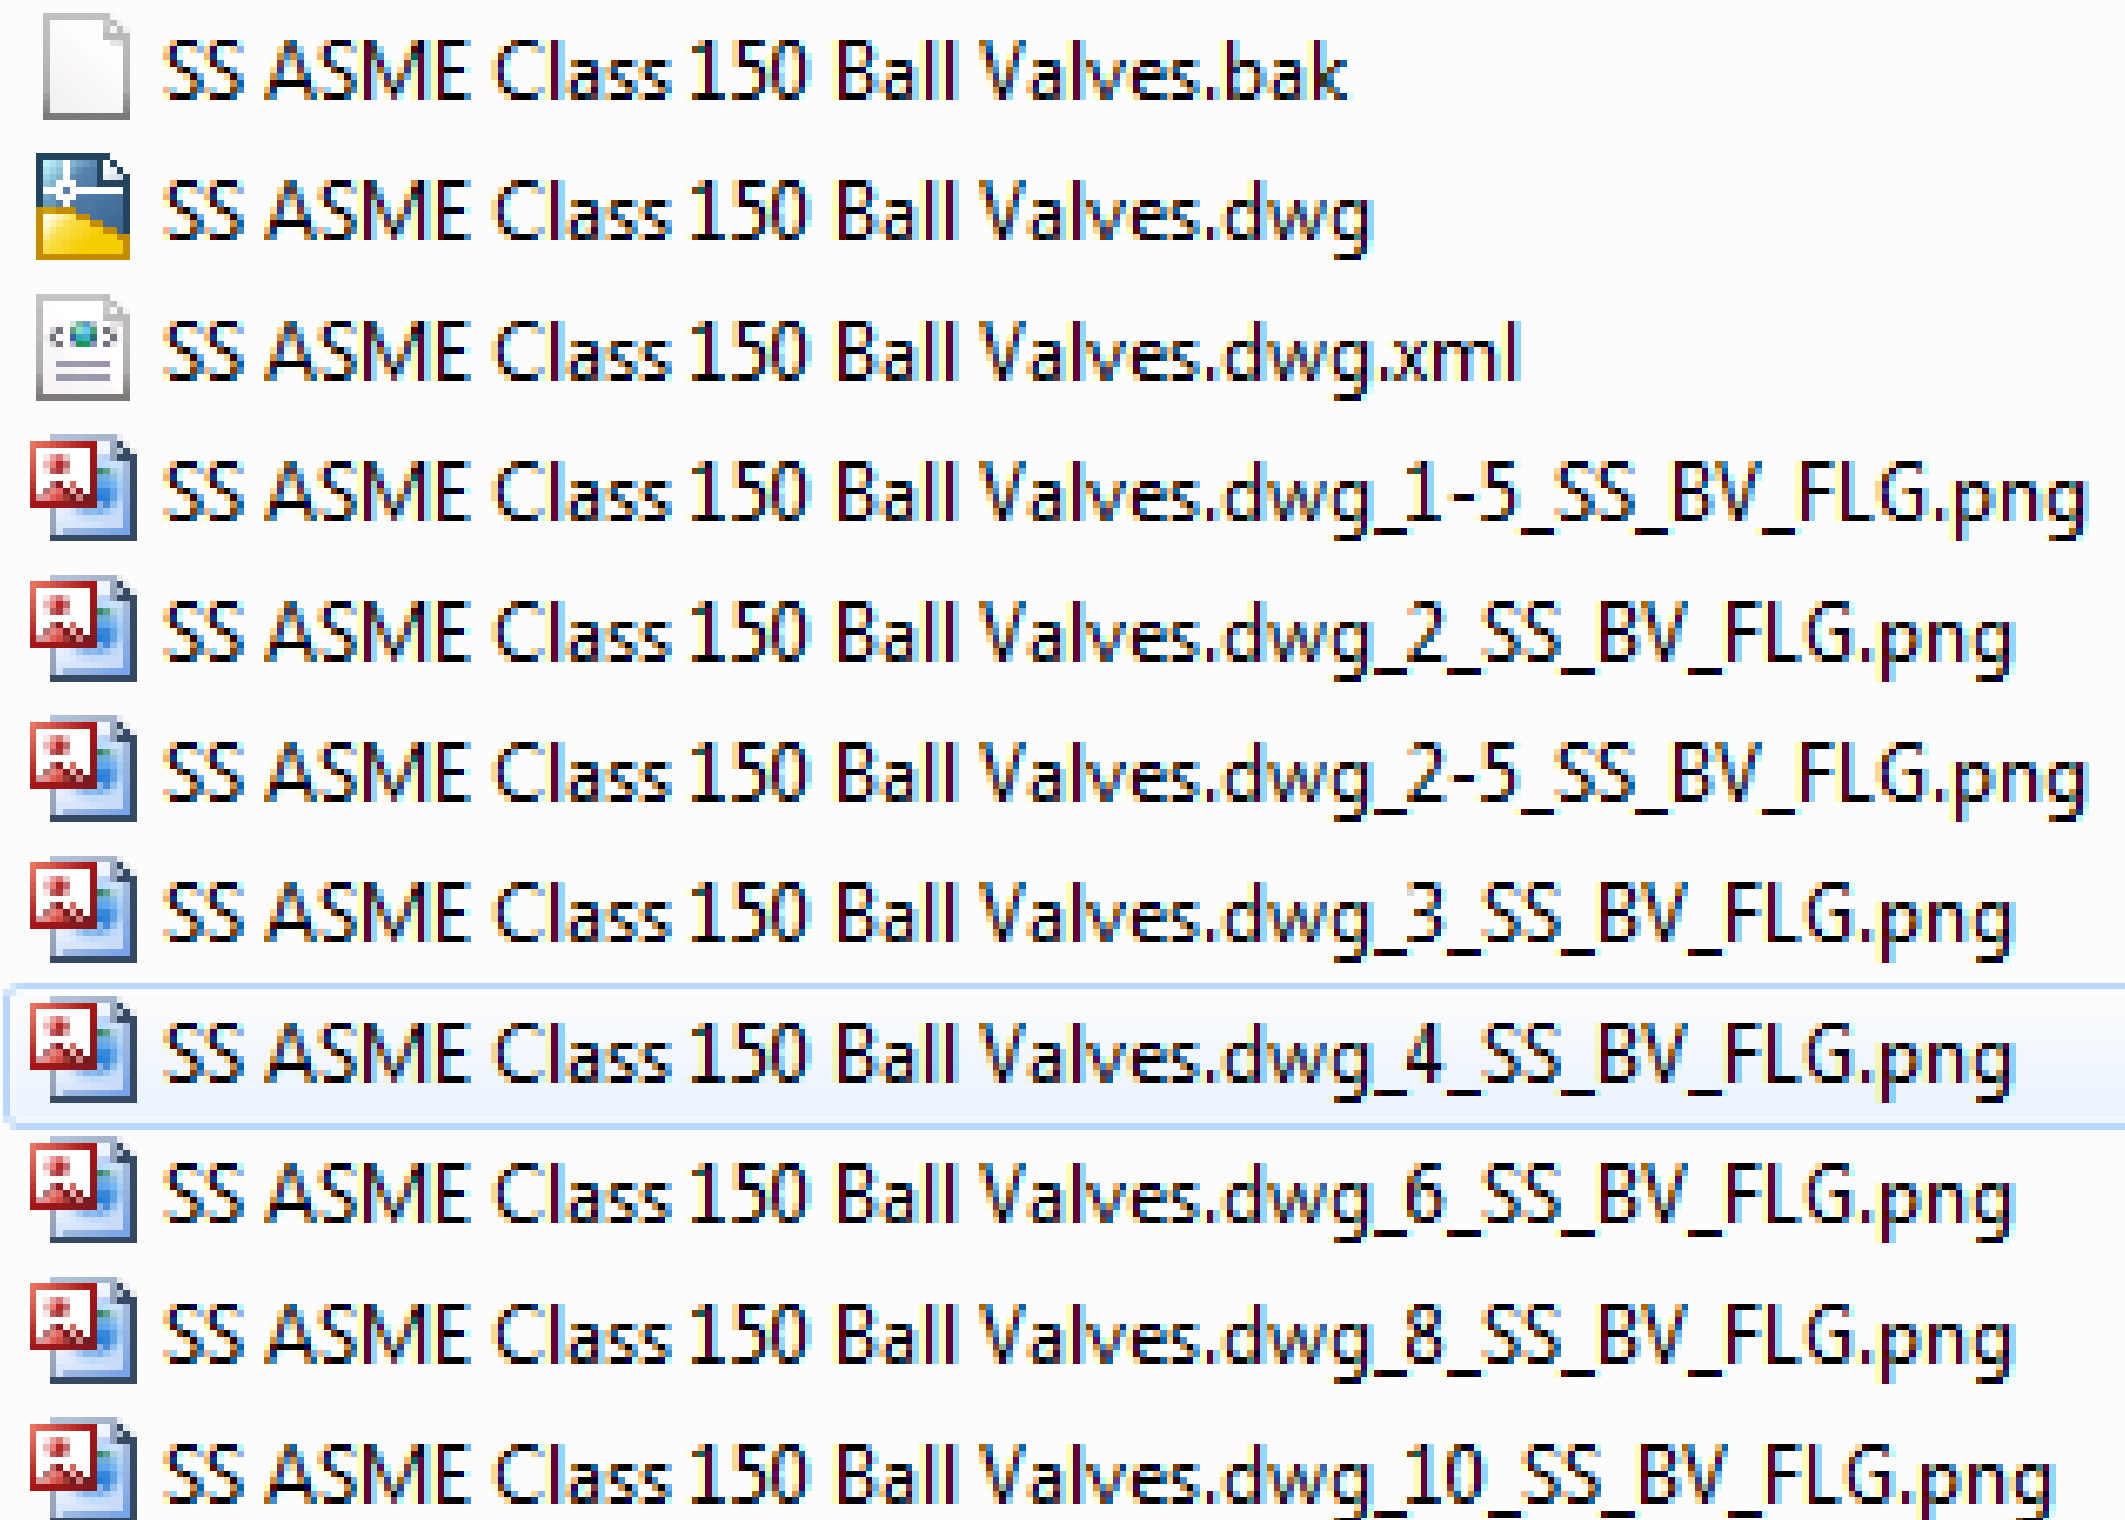 SS ASME Class 150 Ball Valves.bak
SS ASME Class 150 Ball Valves.dwg
SS ASME Class 150 Ball Valves.dwg.xml
SS ASME Class 150 Ball Valves.dwg_1-5_SS_BV_FLG.png
SS ASME Class 150 Ball Valves.dwg_2_SS_BV_FLG.png
SS ASME Class 150 Ball Valves.dwg_2-5_SS_BV_FLG.png
SS ASME Class 150 Ball Valves.dwg_3_SS_BV_FLG.png
SS ASME Class 150 Ball Valves.dwg_4_SS_BV_FLG.png
SS ASME Class 150 Ball Valves.dwg_6_SS_BV_FLG.png
SS ASME Class 150 Ball Valves.dwg_8_SS_BV_FLG.png
SS ASME Class 150 Ball Valves.dwg_10_SS_BV_FLG.png